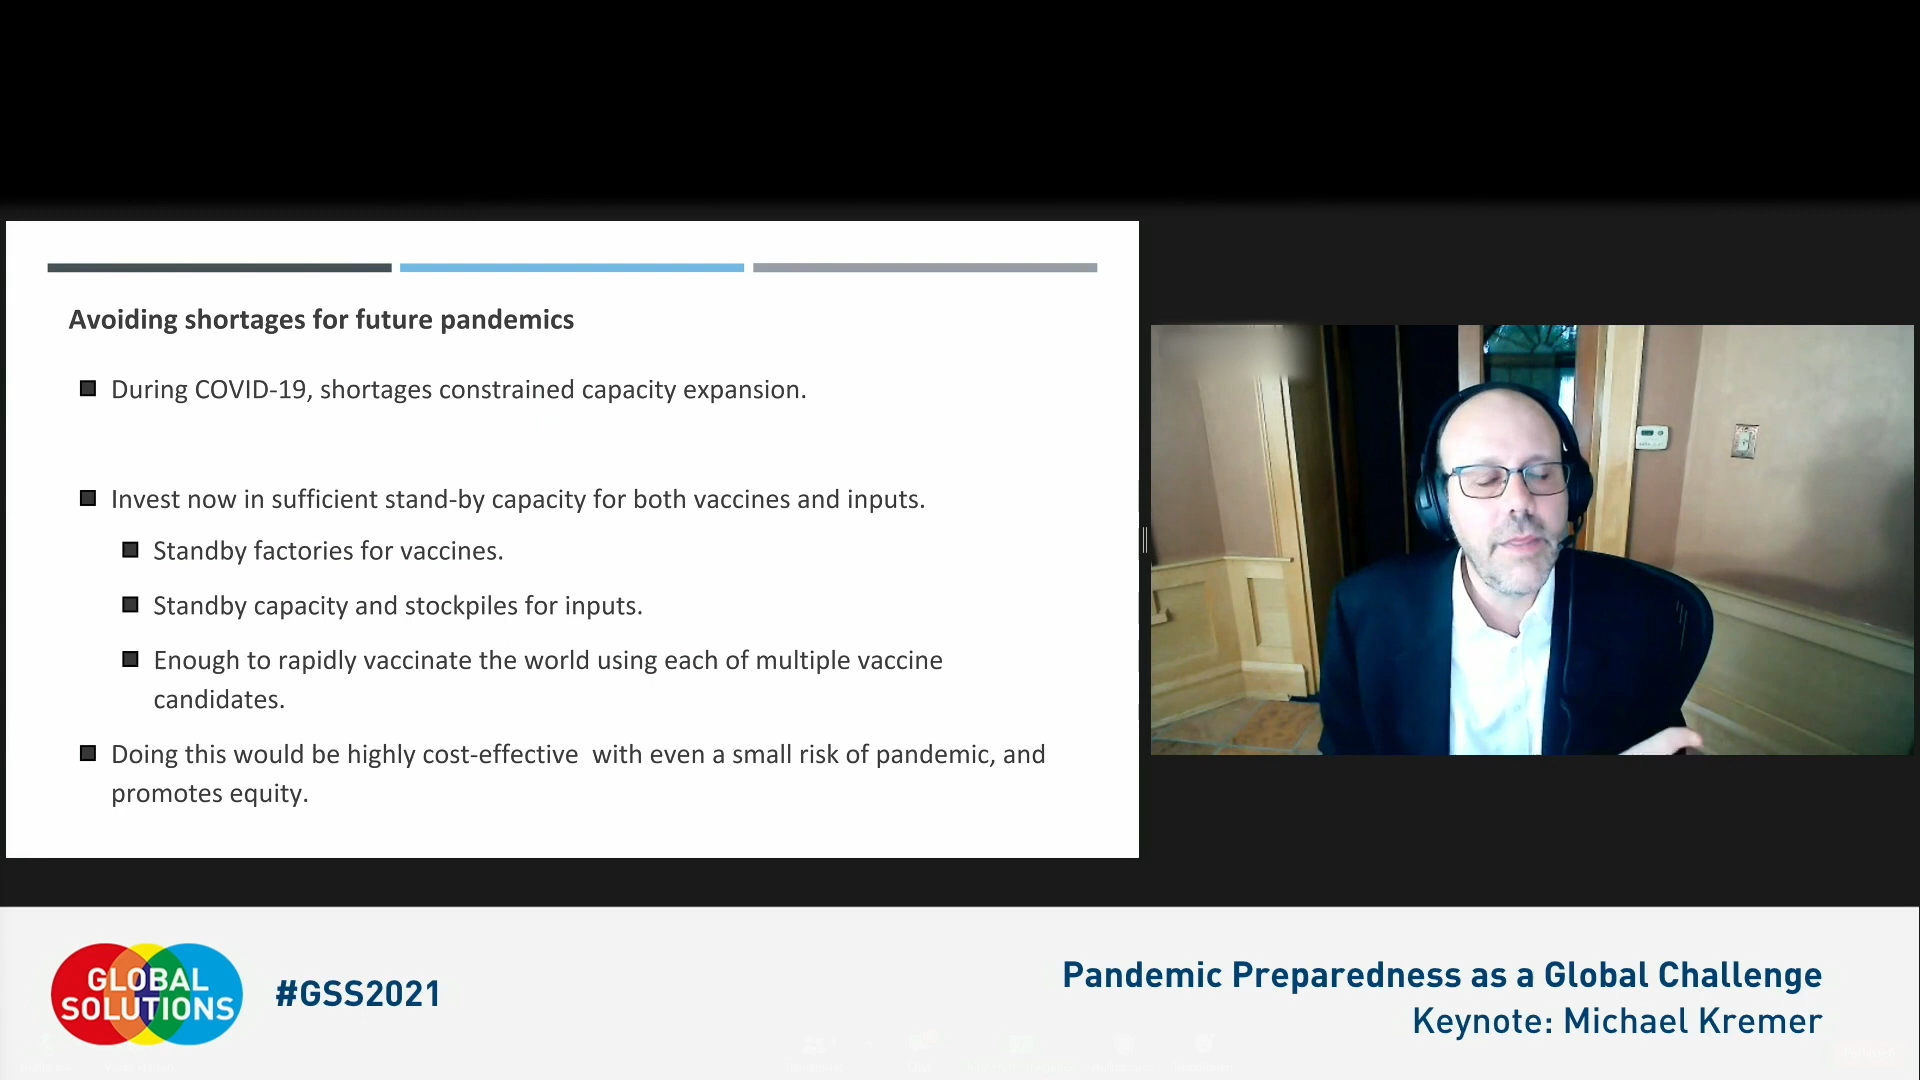 Avoiding shortages for future pandemics
During COVID-19, shortages constrained capacity expansion.
Invest now in sufficient stand-by capacity for both vaccines and inputs.
Standby factories for vaccines.
Standby capacity and stockpiles for inputs.
Enough to rapidly vaccinate the world using each of multiple vaccine
candidates.
Doing this would be highly cost-effective  with even a small risk of pandemic, and
promotes equity.
GLOBAL
SOLUTIONS
#GSS2021
Pandemic Preparedness as a Global Challenge
Keynote: Michael Kremer